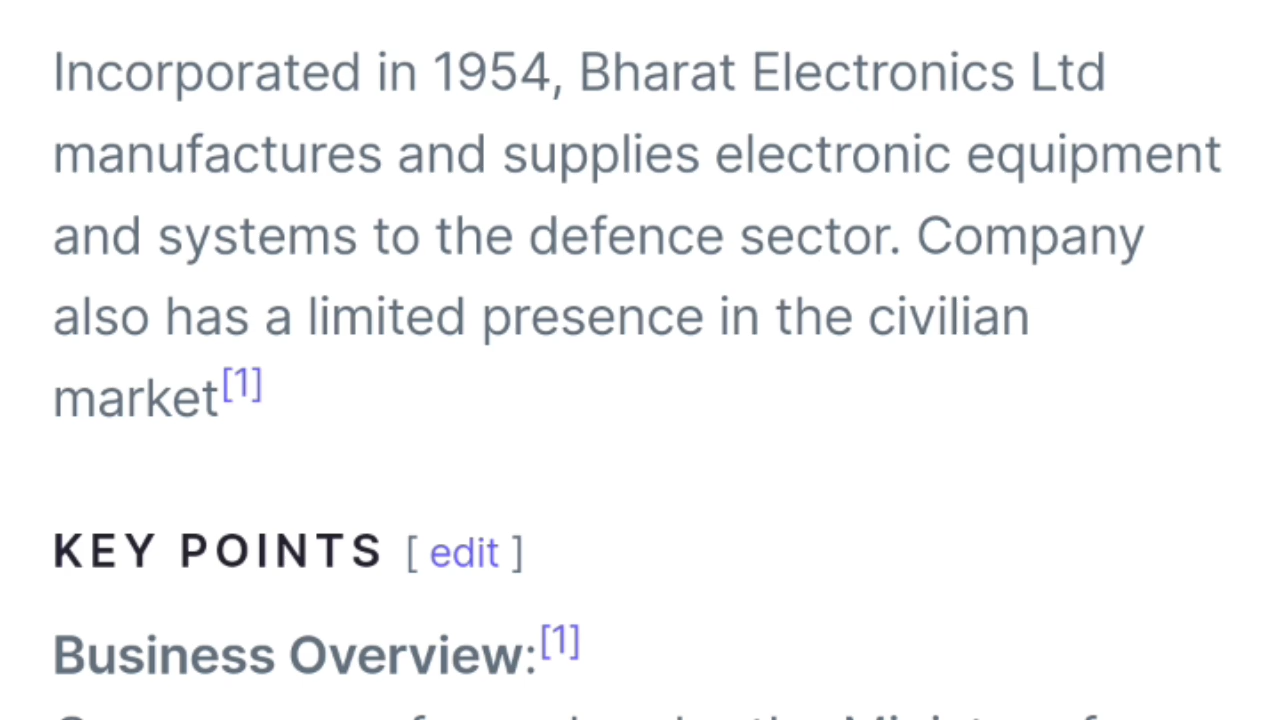 Incorporated in 1954, Bharat Electronics Ltd
manufactures and supplies electronic equipment
and systems to the defence sector. Company
also has a limited presence in the civilian
market[1]
KEY POINTS [ edit ]
Business Overview:[1]